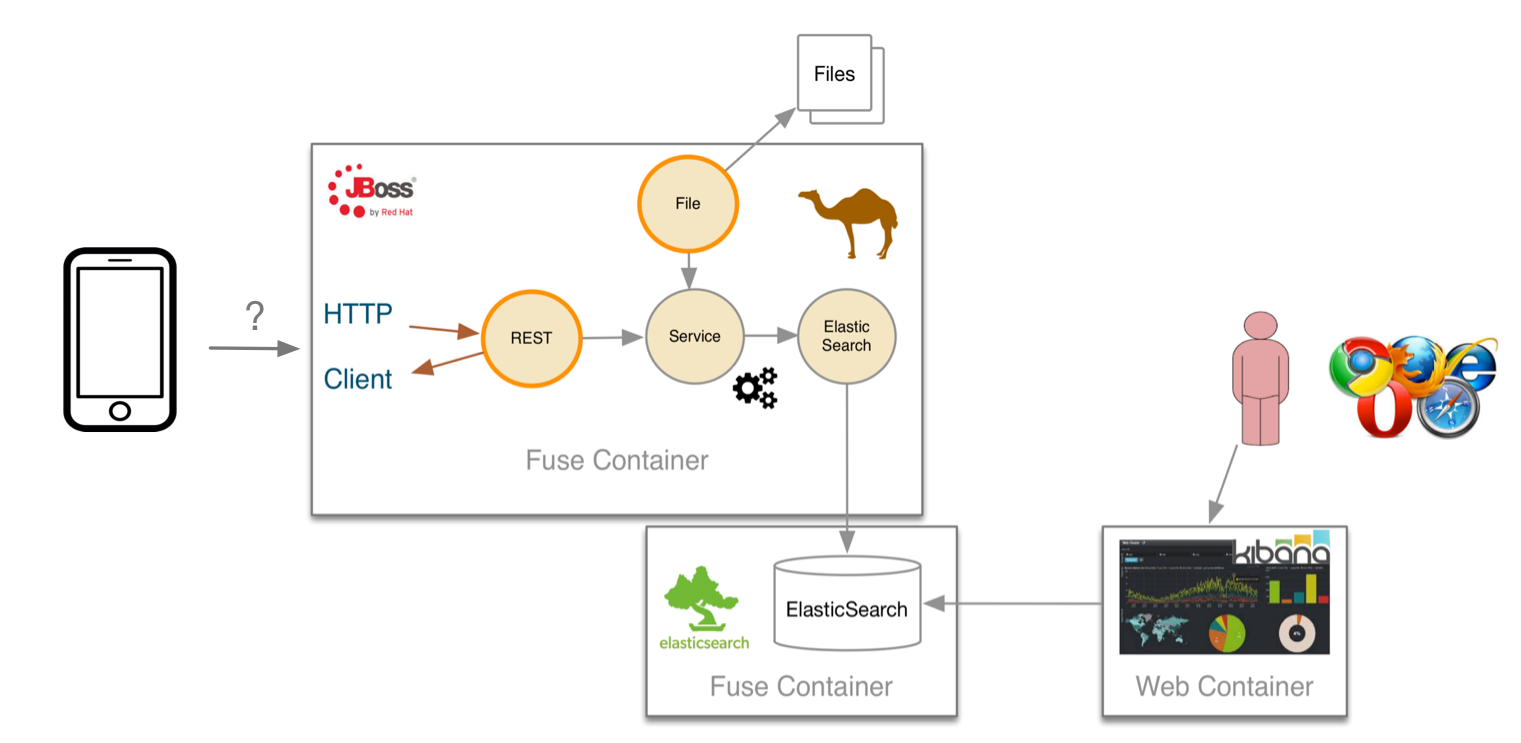 Files
JBoss®
by Red Hat
File
?
HTTP
Client
REST
Service
Elastic
Search
Fuse Container
kibana
elasticsearch
ElasticSearch
4%
Fuse Container
Web Container